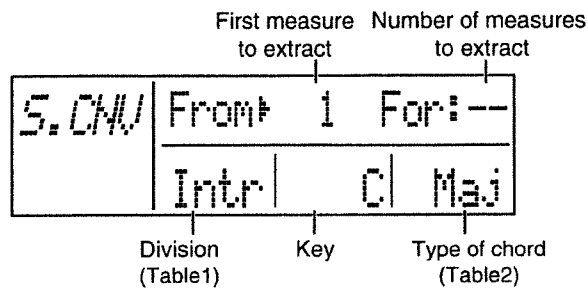 First measure to extract
Number of measures to extract
S.CNV
From▸ 1 For:--
Intr C Maj
Division (Table1)
Key
Type of chord (Table2)